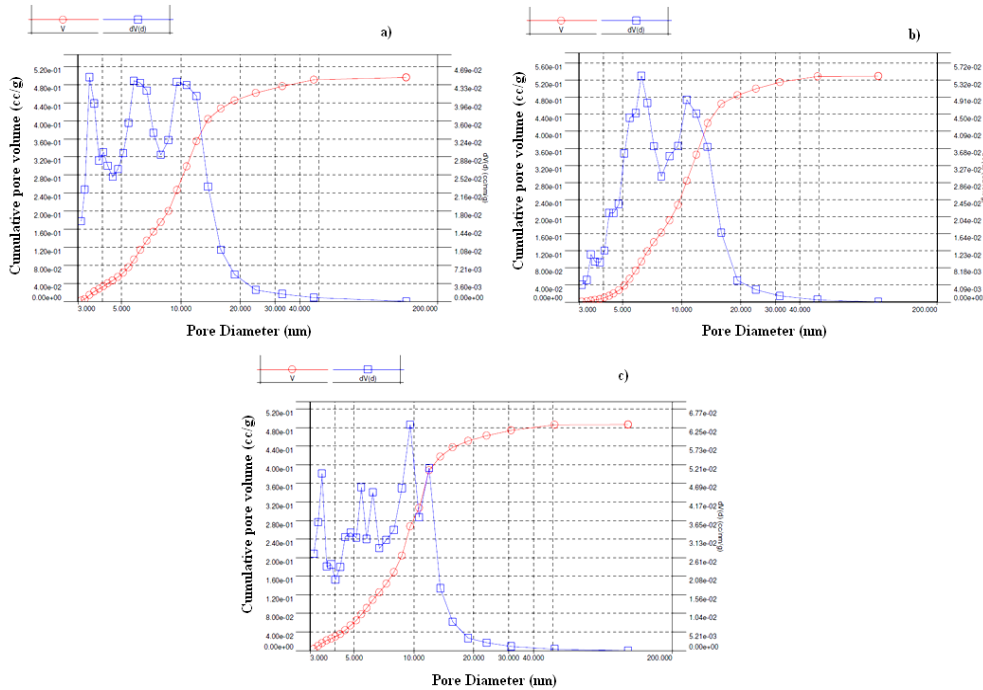 V
dV(d)
a)
Cumulative pore volume (cc/g)
5.20e-01
4.80e-01
4.40e-01
4.00e-01
3.60e-01
3.20e-01
2.80e-01
2.40e-01
2.00e-01
1.60e-01
1.20e-01
8.00e-02
4.00e-02
0.00e+00
4.69e-02
4.33e-02
3.96e-02
3.60e-02
3.24e-02
2.88e-02
2.52e-02
2.16e-02
1.80e-02
1.44e-02
1.08e-02
7.21e-03
3.60e-03
0.00e+00
dV(d) (cc/nm/g)
3.000 5.000 10.000 20.000 30.000 40.000 200.000
Pore Diameter (nm)
V
dV(d)
b)
Cumulative pore volume (cc/g)
5.60e-01
5.20e-01
4.80e-01
4.40e-01
4.00e-01
3.60e-01
3.20e-01
2.80e-01
2.40e-01
2.00e-01
1.60e-01
1.20e-01
8.00e-02
4.00e-02
0.00e+00
5.72e-02
5.32e-02
4.91e-02
4.50e-02
4.09e-02
3.68e-02
3.27e-02
2.86e-02
2.45e-02
2.04e-02
1.64e-02
1.23e-02
8.18e-03
4.09e-03
0.00e+00
3.000 5.000 10.000 20.000 30.000 40.000 200.000
Pore Diameter (nm)
V
dV(d)
c)
Cumulative pore volume (cc/g)
5.20e-01
4.80e-01
4.40e-01
4.00e-01
3.60e-01
3.20e-01
2.80e-01
2.40e-01
2.00e-01
1.60e-01
1.20e-01
8.00e-02
4.00e-02
0.00e+00
6.77e-02
6.25e-02
5.73e-02
5.21e-02
4.69e-02
4.17e-02
3.65e-02
3.13e-02
2.61e-02
2.08e-02
1.56e-02
1.04e-02
5.21e-03
0.00e+00
dV(d) (cc/nm/g)
3.000 5.000 10.000 20.000 30.000 40.000 200.000
Pore Diameter (nm)